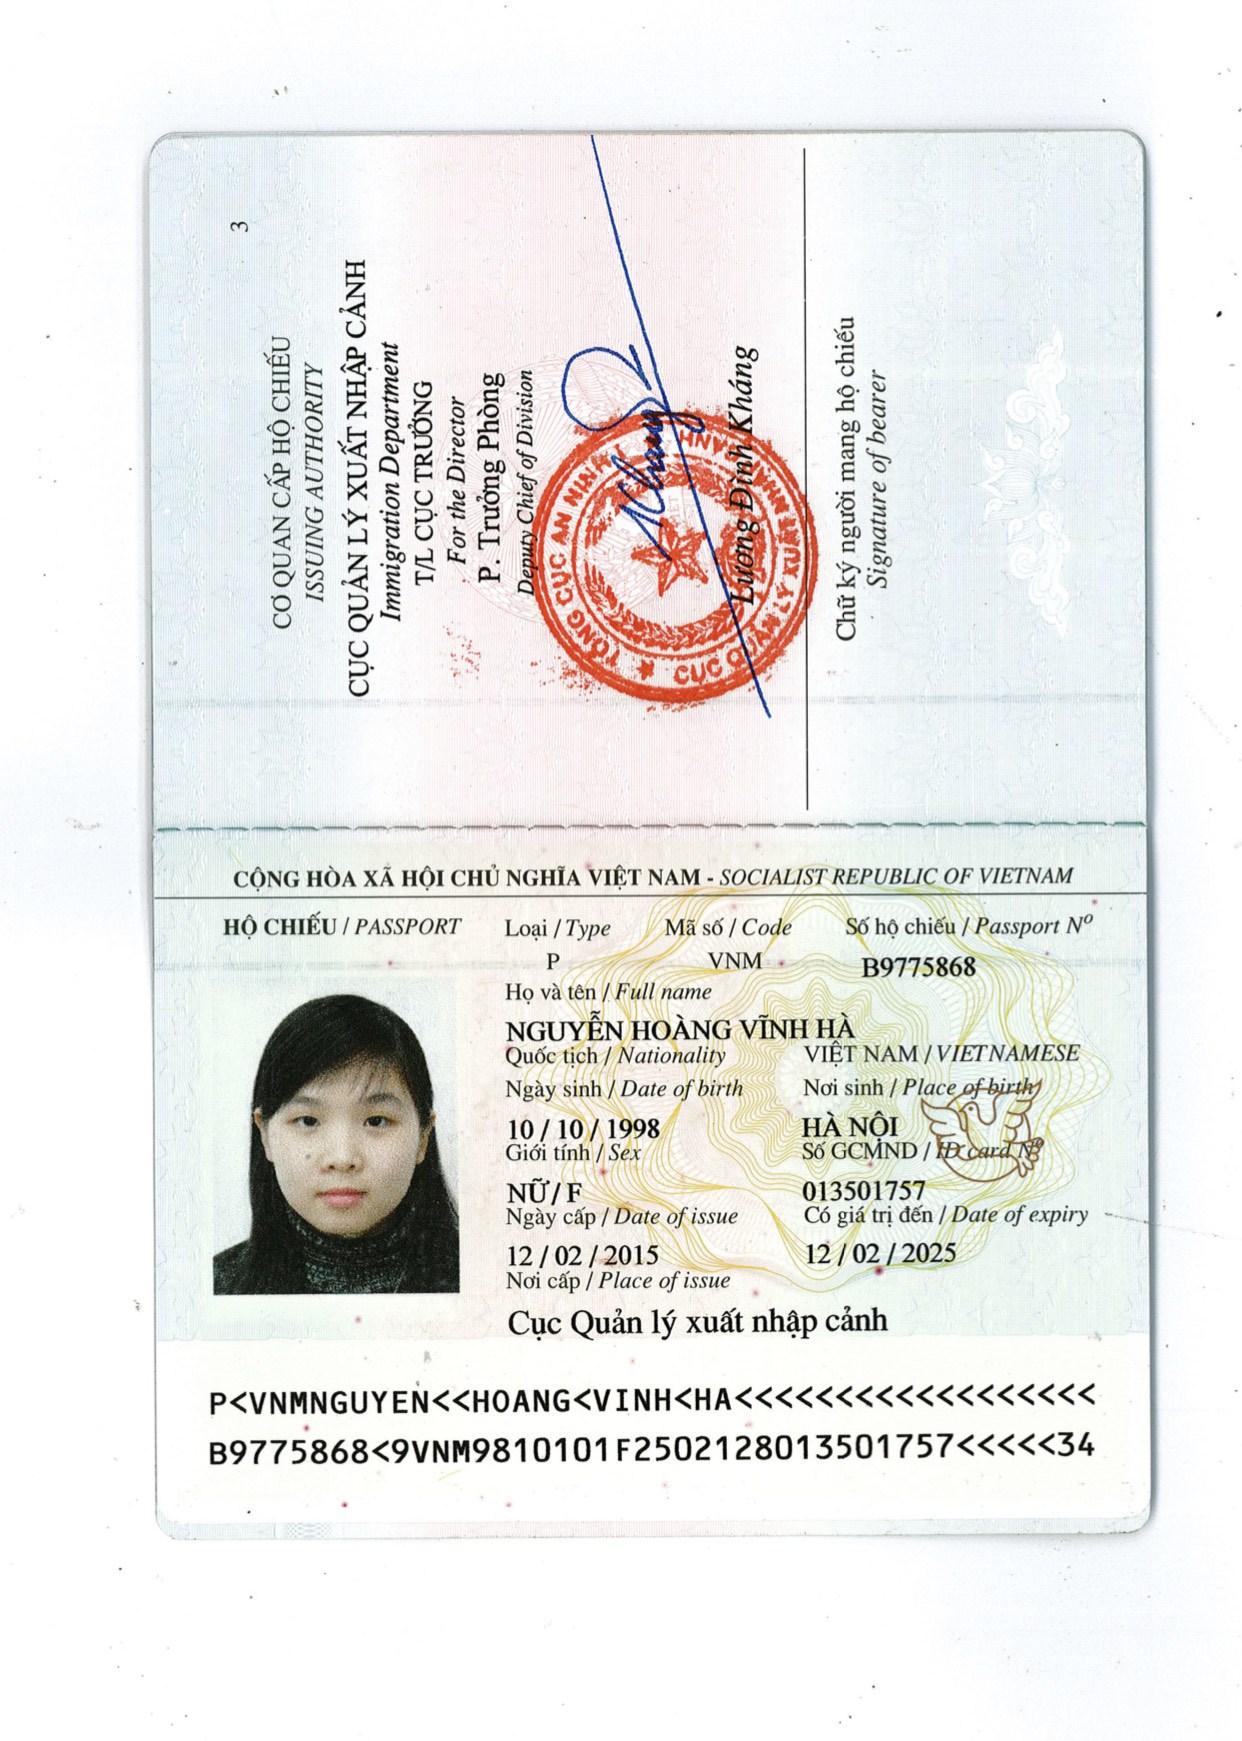 3
CƠ QUAN CẤP HỘ CHIẾU
ISSUING AUTHORITY
CỤC QUẢN LÝ XUẤT NHẬP CẢNH
Immigration Department
T/L CỤC TRƯỞNG
For the Director
P. Trưởng Phòng
Deputy Chief of Division
TỔNG CỤC AN NINH
CỤC QUẢN LÝ XUẤT NHẬP CẢNH
Khang
Lương Đình Kháng
Chữ ký người mang hộ chiếu
Signature of bearer
CỘNG HÒA XÃ HỘI CHỦ NGHĨA VIỆT NAM - SOCIALIST REPUBLIC OF VIETNAM
HỘ CHIẾU / PASSPORT Loại / Type Mã số / Code Số hộ chiếu / Passport Nº
P VNM B9775868
Họ và tên / Full name
NGUYỄN HOÀNG VĨNH HÀ
Quốc tịch / Nationality VIỆT NAM / VIETNAMESE
Ngày sinh / Date of birth Nơi sinh / Place of birth
10 / 10 / 1998 HÀ NỘI
Giới tính / Sex Số GCMND / ID card Nº
NỮ/ F 013501757
Ngày cấp / Date of issue Có giá trị đến / Date of expiry
12 / 02 / 2015 12 / 02 / 2025
Nơi cấp / Place of issue
Cục Quản lý xuất nhập cảnh
P<VNMNGUYEN<<HOANG<VINH<HA<<<<<<<<<<<<<<<<<<
B9775868<9VNM9810101F2502128013501757<<<<<34